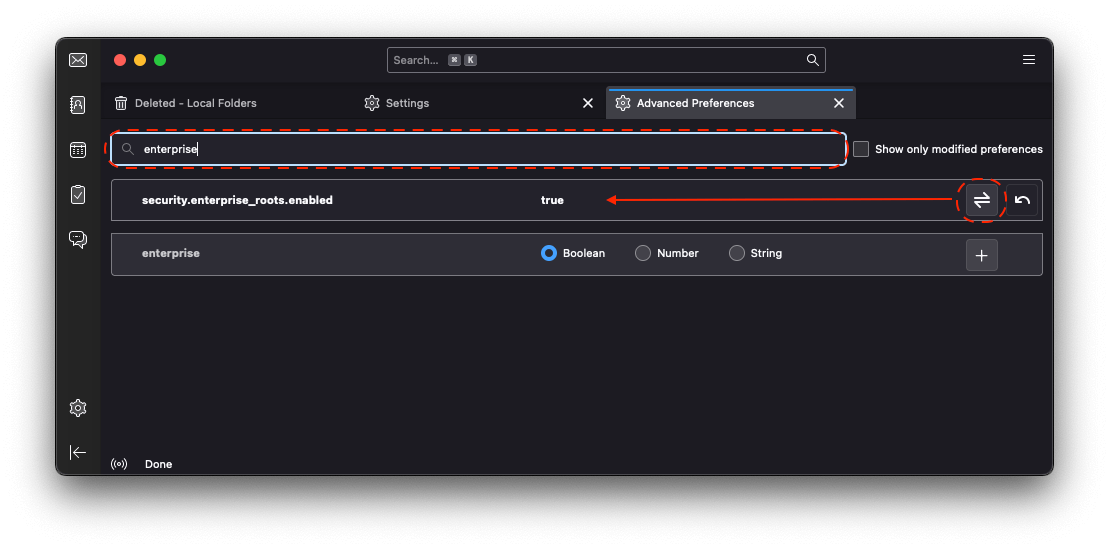 Search... ⌘ K
Deleted - Local Folders
Settings
Advanced Preferences
enterprise
Show only modified preferences
security.enterprise_roots.enabled true
enterprise Boolean Number String
Done